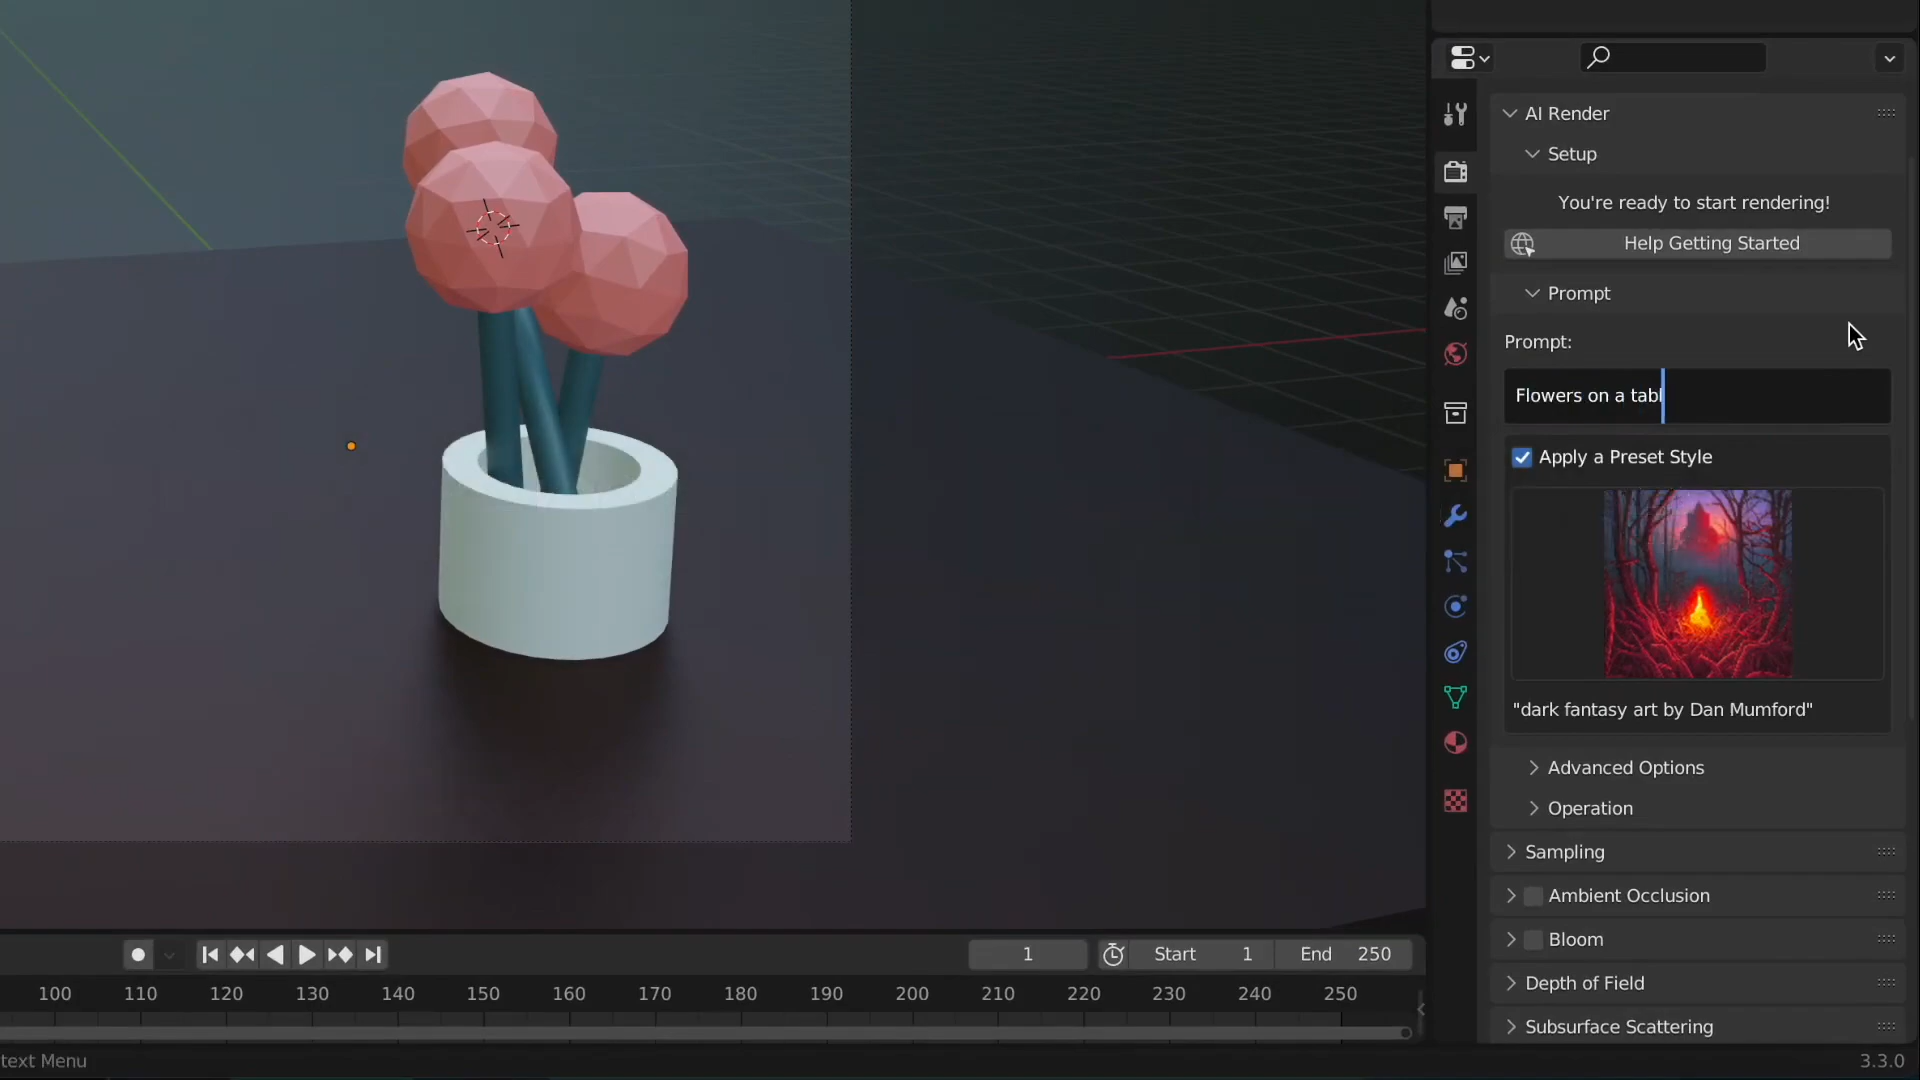 AI Render
Setup
You're ready to start rendering!
Help Getting Started
Prompt
Prompt:
Flowers on a tabl
Apply a Preset Style
"dark fantasy art by Dan Mumford"
Advanced Options
Operation
Sampling
Ambient Occlusion
Bloom
Depth of Field
Subsurface Scattering
1 Start 1 End 250
100 110 120 130 140 150 160 170 180 190 200 210 220 230 240 250
text Menu
3.3.0